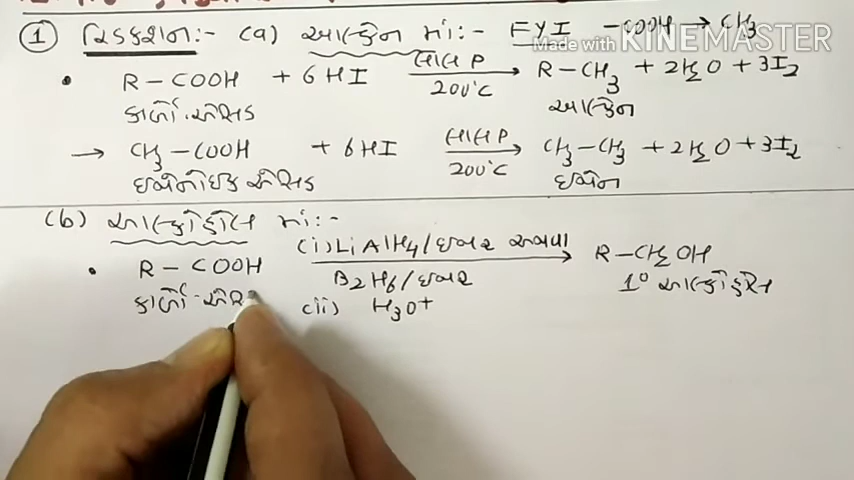 ① રિડક્શન:- (a) આલ્કેન માં:- FYI -COOH → CH₃
Made with KINEMASTER
• R-COOH + 6HI લાલ P 200°C → R-CH₃ + 2H₂O + 3I₂
કાર્બો. એસિડ આલ્કેન
→ CH₃-COOH + 6HI લાલ P 200°C → CH₃-CH₃ + 2H₂O + 3I₂
ઇથેનોઇક એસિડ ઇથેન
(b) આલ્કોહોલ માં:-
• R-COOH (i) LiAlH₄/ઇથર અથવા B₂H₆/ઇથર → R-CH₂OH
કાર્બો. એસિ (ii) H₃O⁺ 1° આલ્કોહોલ